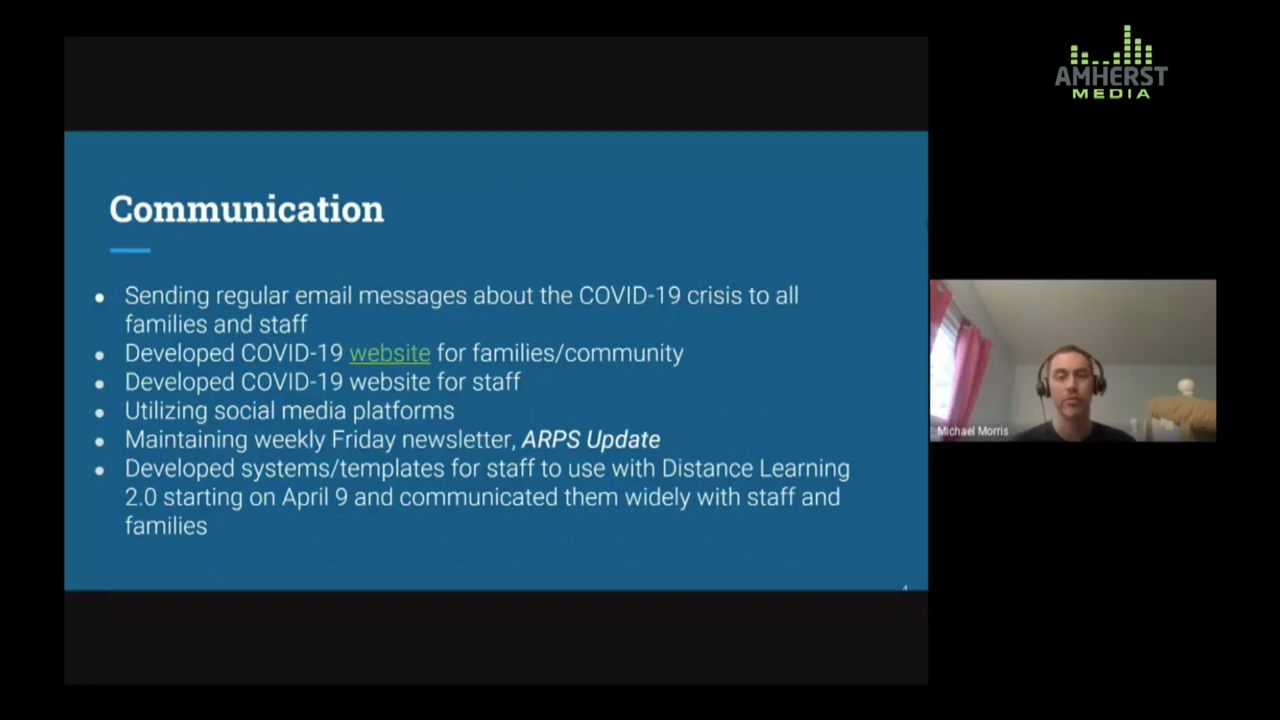 AMHERST
MEDIA
Communication
Sending regular email messages about the COVID-19 crisis to all
families and staff
Developed COVID-19 website for families/community
Developed COVID-19 website for staff
Utilizing social media platforms
Maintaining weekly Friday newsletter, ARPS Update
Developed systems/templates for staff to use with Distance Learning
2.0 starting on April 9 and communicated them widely with staff and
families
4
Michael Morris